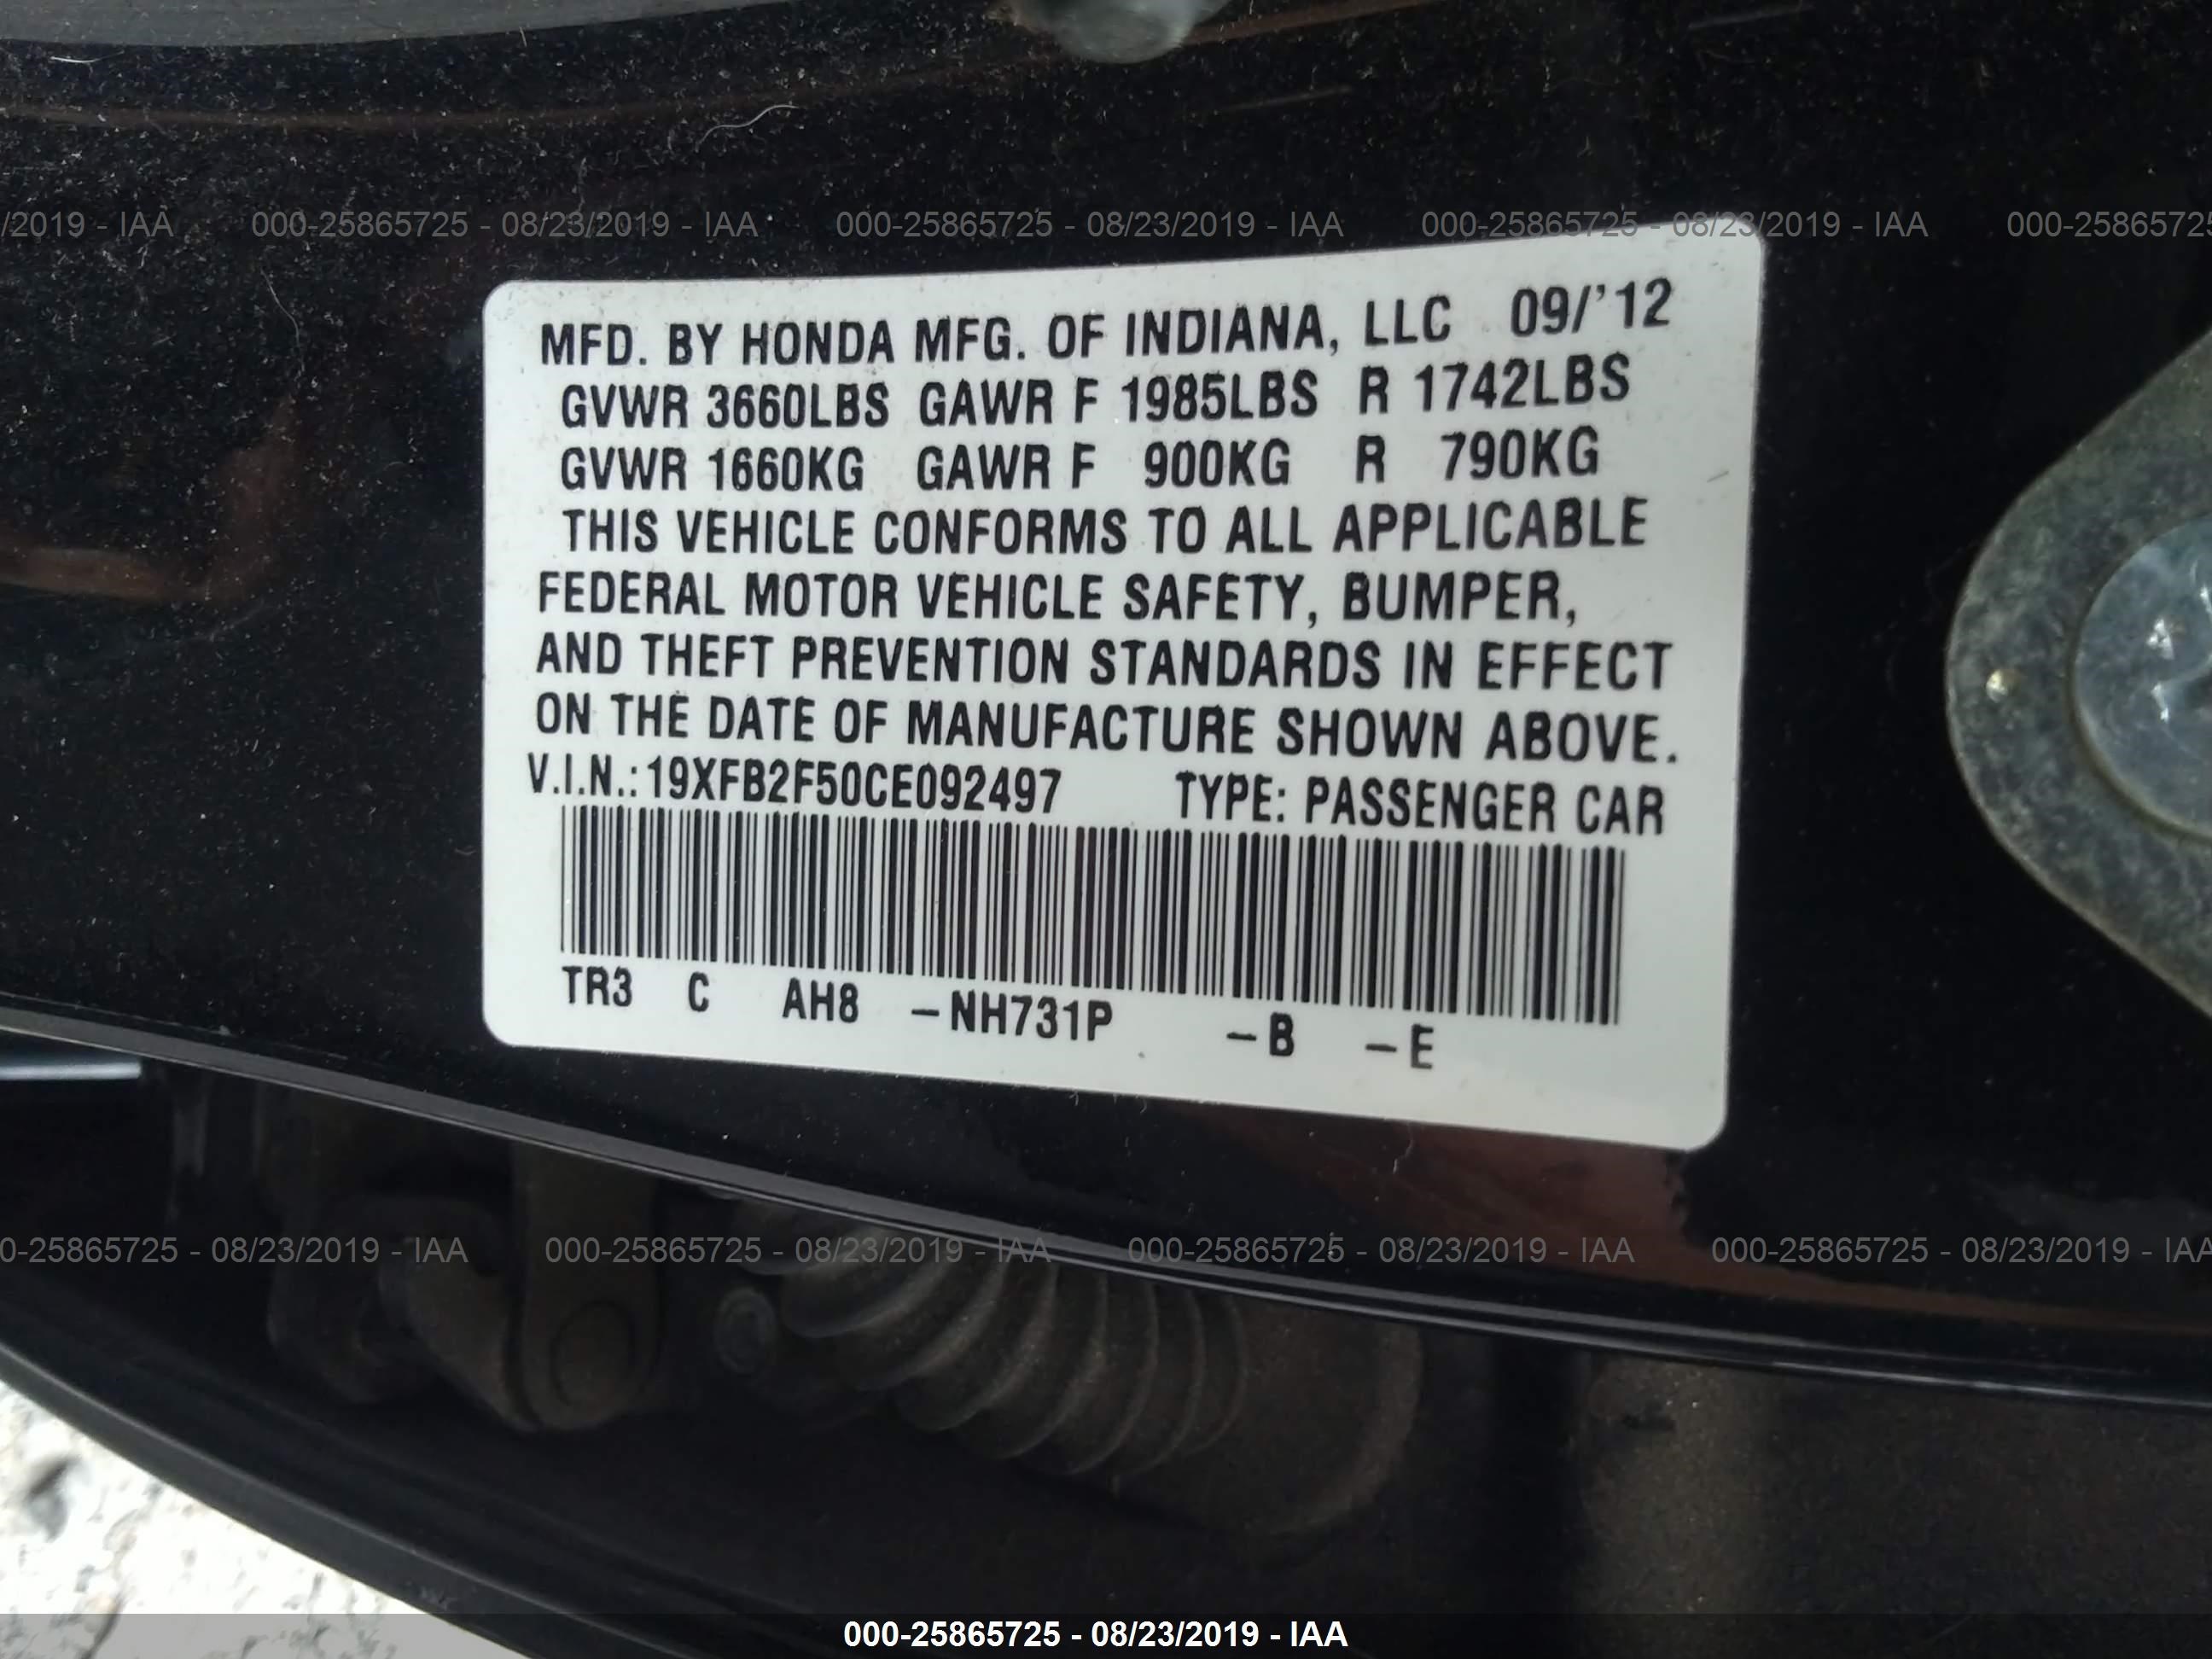 /2019 - IAA 000-25865725 - 08/23/2019 - IAA 000-25865725 - 08/23/2019 - IAA 000-25865725 - 08/23/2019 - IAA 000-2586572
MFD. BY HONDA MFG. OF INDIANA, LLC 09/'12
GVWR 3660LBS GAWR F 1985LBS R 1742LBS
GVWR 1660KG GAWR F 900KG R 790KG
THIS VEHICLE CONFORMS TO ALL APPLICABLE
FEDERAL MOTOR VEHICLE SAFETY, BUMPER,
AND THEFT PREVENTION STANDARDS IN EFFECT
ON THE DATE OF MANUFACTURE SHOWN ABOVE.
V.I.N.: 19XFB2F50CE092497 TYPE: PASSENGER CAR
TR3 C AH8 -NH731P -B -E
0-25865725 - 08/23/2019 - IAA 000-25865725 - 08/23/2019 - IAA 000-25865725 - 08/23/2019 - IAA 000-25865725 - 08/23/2019 - IAA
000-25865725 - 08/23/2019 - IAA